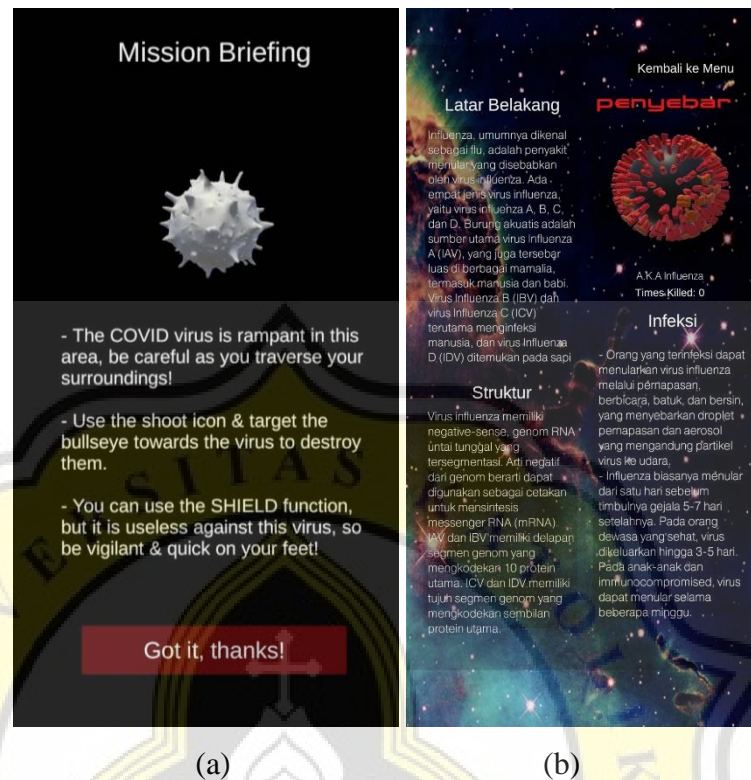 Mission Briefing
- The COVID virus is rampant in this
area, be careful as you traverse your
surroundings!
- Use the shoot icon & target the
bullseye towards the virus to destroy
them.
- You can use the SHIELD function,
but it is useless against this virus, so
be vigilant & quick on your feet!
Got it, thanks!
(a)
Kembali ke Menu
Latar Belakang
Influenza, umumnya dikenal
sebagai flu, adalah penyakit
menular yang disebabkan
oleh virus influenza. Ada
empat jenis virus influenza,
yaitu virus influenza A, B, C,
dan D. Burung akuatis adalah
sumber utama virus Influenza
A (IAV), yang juga tersebar
luas di berbagai mamalia,
termasuk manusia dan babi.
Virus Influenza B (IBV) dan
virus Influenza C (ICV)
terutama menginfeksi
manusia, dan virus Influenza
D (IDV) ditemukan pada sapi
Struktur
Virus influenza memiliki
negative-sense, genom RNA
untai tunggal yang
tersegmentasi. Arti negatif
dari genom berarti dapat
digunakan sebagai cetakan
untuk mensintesis
messenger RNA (mRNA).
IAV dan IBV memiliki delapan
segmen genom yang
mengkodekan 10 protein
utama. ICV dan IDV memiliki
tujuh segmen genom yang
mengkodekan sembilan
protein utama.
penyebar
A.K.A Influenza
Times Killed: 0
Infeksi
- Orang yang terinfeksi dapat
menularkan virus influenza
melalui pernapasan,
berbicara, batuk, dan bersin,
yang menyebarkan droplet
pernapasan dan aerosol
yang mengandung partikel
virus ke udara.
- Influenza biasanya menular
dari satu hari sebelum
timbulnya gejala 5-7 hari
setelahnya. Pada orang
dewasa yang sehat, virus
dikeluarkan hingga 3-5 hari.
Pada anak-anak dan
immunocompromised, virus
dapat menular selama
beberapa minggu.
(b)